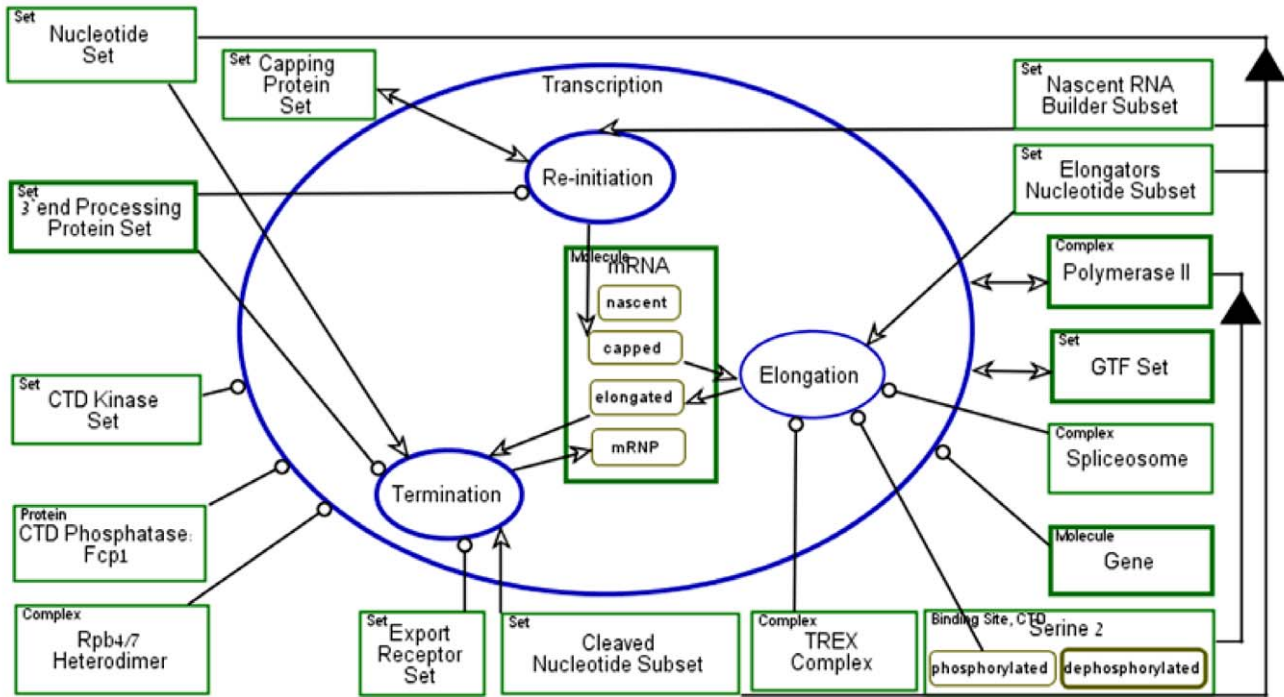 Set
Nucleotide
Set
Set
Capping
Protein
Set
Transcription
Set
Nascent RNA
Builder Subset
Re-initiation
Set
Elongators
Nucleotide Subset
Set
3`end Processing
Protein Set
Molecule
mRNA
nascent
capped
elongated
mRNP
Complex
Polymerase II
Elongation
Set
GTF Set
Set
CTD Kinase
Set
Complex
Spliceosome
Termination
Protein
CTD Phosphatase:
Fcp1
Molecule
Gene
Complex
Rpb4/7
Heterodimer
Set
Export
Receptor
Set
Set
Cleaved
Nucleotide Subset
Complex
TREX
Complex
Binding Site, CTD
Serine 2
phosphorylated
dephosphorylated